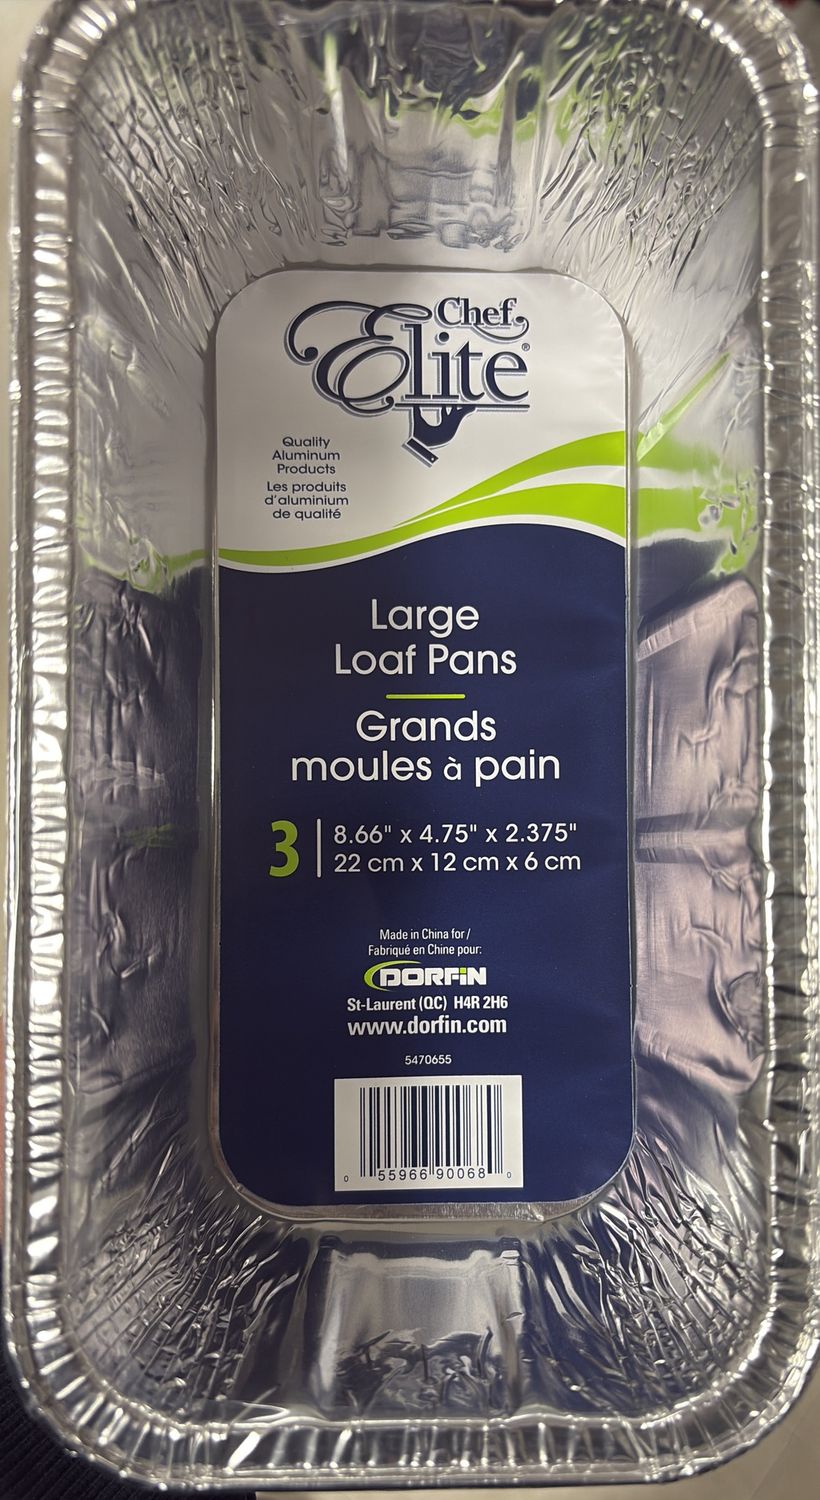 Chef
Elite®
Quality
Aluminum
Products
Les produits
d'aluminium
de qualité
Large
Loaf Pans
Grands
moules à pain
3 8.66" x 4.75" x 2.375"
22 cm x 12 cm x 6 cm
Made in China for /
Fabriqué en Chine pour:
DORFIN
St-Laurent (QC) H4R 2H6
www.dorfin.com
5470655
0 55966 90068 0